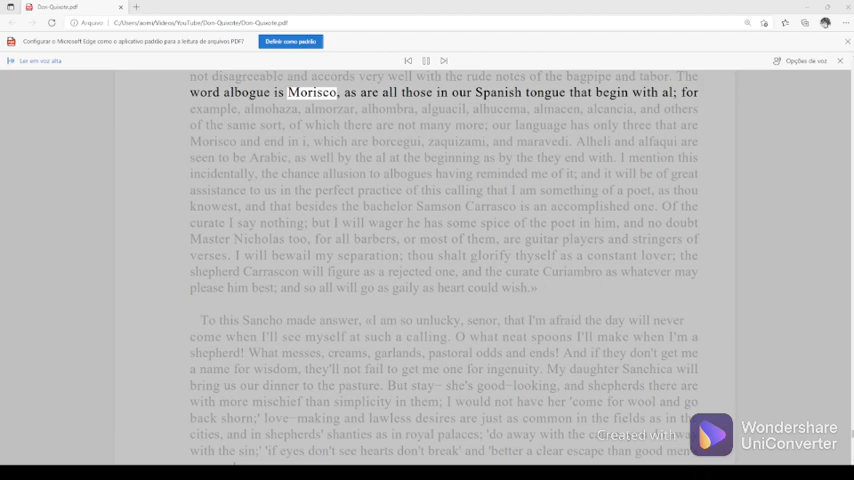 Don-Quixote.pdf
Arquivo
C:/Users/acera/Videos/YouTube/Don-Quixote/Don-Quixote.pdf
Configurar o Microsoft Edge como o aplicativo padrão para a leitura de arquivos PDF?
Definir como padrão
Ler em voz alta
Opções de voz
not disagreeable and accords very well with the rude notes of the bagpipe and tabor. The
word albogue is Morisco, as are all those in our Spanish tongue that begin with al; for
example, almohaza, almorzar, alhombra, alguacil, alhucema, almacen, alcancia, and others
of the same sort, of which there are not many more; our language has only three that are
Morisco and end in i, which are borcegui, zaquizami, and maravedi. Alheli and alfaqui are
seen to be Arabic, as well by the al at the beginning as by the they end with. I mention this
incidentally, the chance allusion to albogues having reminded me of it; and it will be of great
assistance to us in the perfect practice of this calling that I am something of a poet, as thou
knowest, and that besides the bachelor Samson Carrasco is an accomplished one. Of the
curate I say nothing; but I will wager he has some spice of the poet in him, and no doubt
Master Nicholas too, for all barbers, or most of them, are guitar players and stringers of
verses. I will bewail my separation; thou shalt glorify thyself as a constant lover; the
shepherd Carrascon will figure as a rejected one, and the curate Curiambro as whatever may
please him best; and so all will go as gaily as heart could wish.»
To this Sancho made answer, «I am so unlucky, senor, that I'm afraid the day will never
come when I'll see myself at such a calling. O what neat spoons I'll make when I'm a
shepherd! What messes, creams, garlands, pastoral odds and ends! And if they don't get me
a name for wisdom, they'll not fail to get me one for ingenuity. My daughter Sanchica will
bring us our dinner to the pasture. But stay- she's good-looking, and shepherds there are
with more mischief than simplicity in them; I would not have her 'come for wool and go
back shorn;' love-making and lawless desires are just as common in the fields as in the
cities, and in shepherds' shanties as in royal palaces; 'do away with the
with the sin;' 'if eyes don't see hearts don't break' and 'better a clear escape than good men
Created with
Wondershare
UniConverter